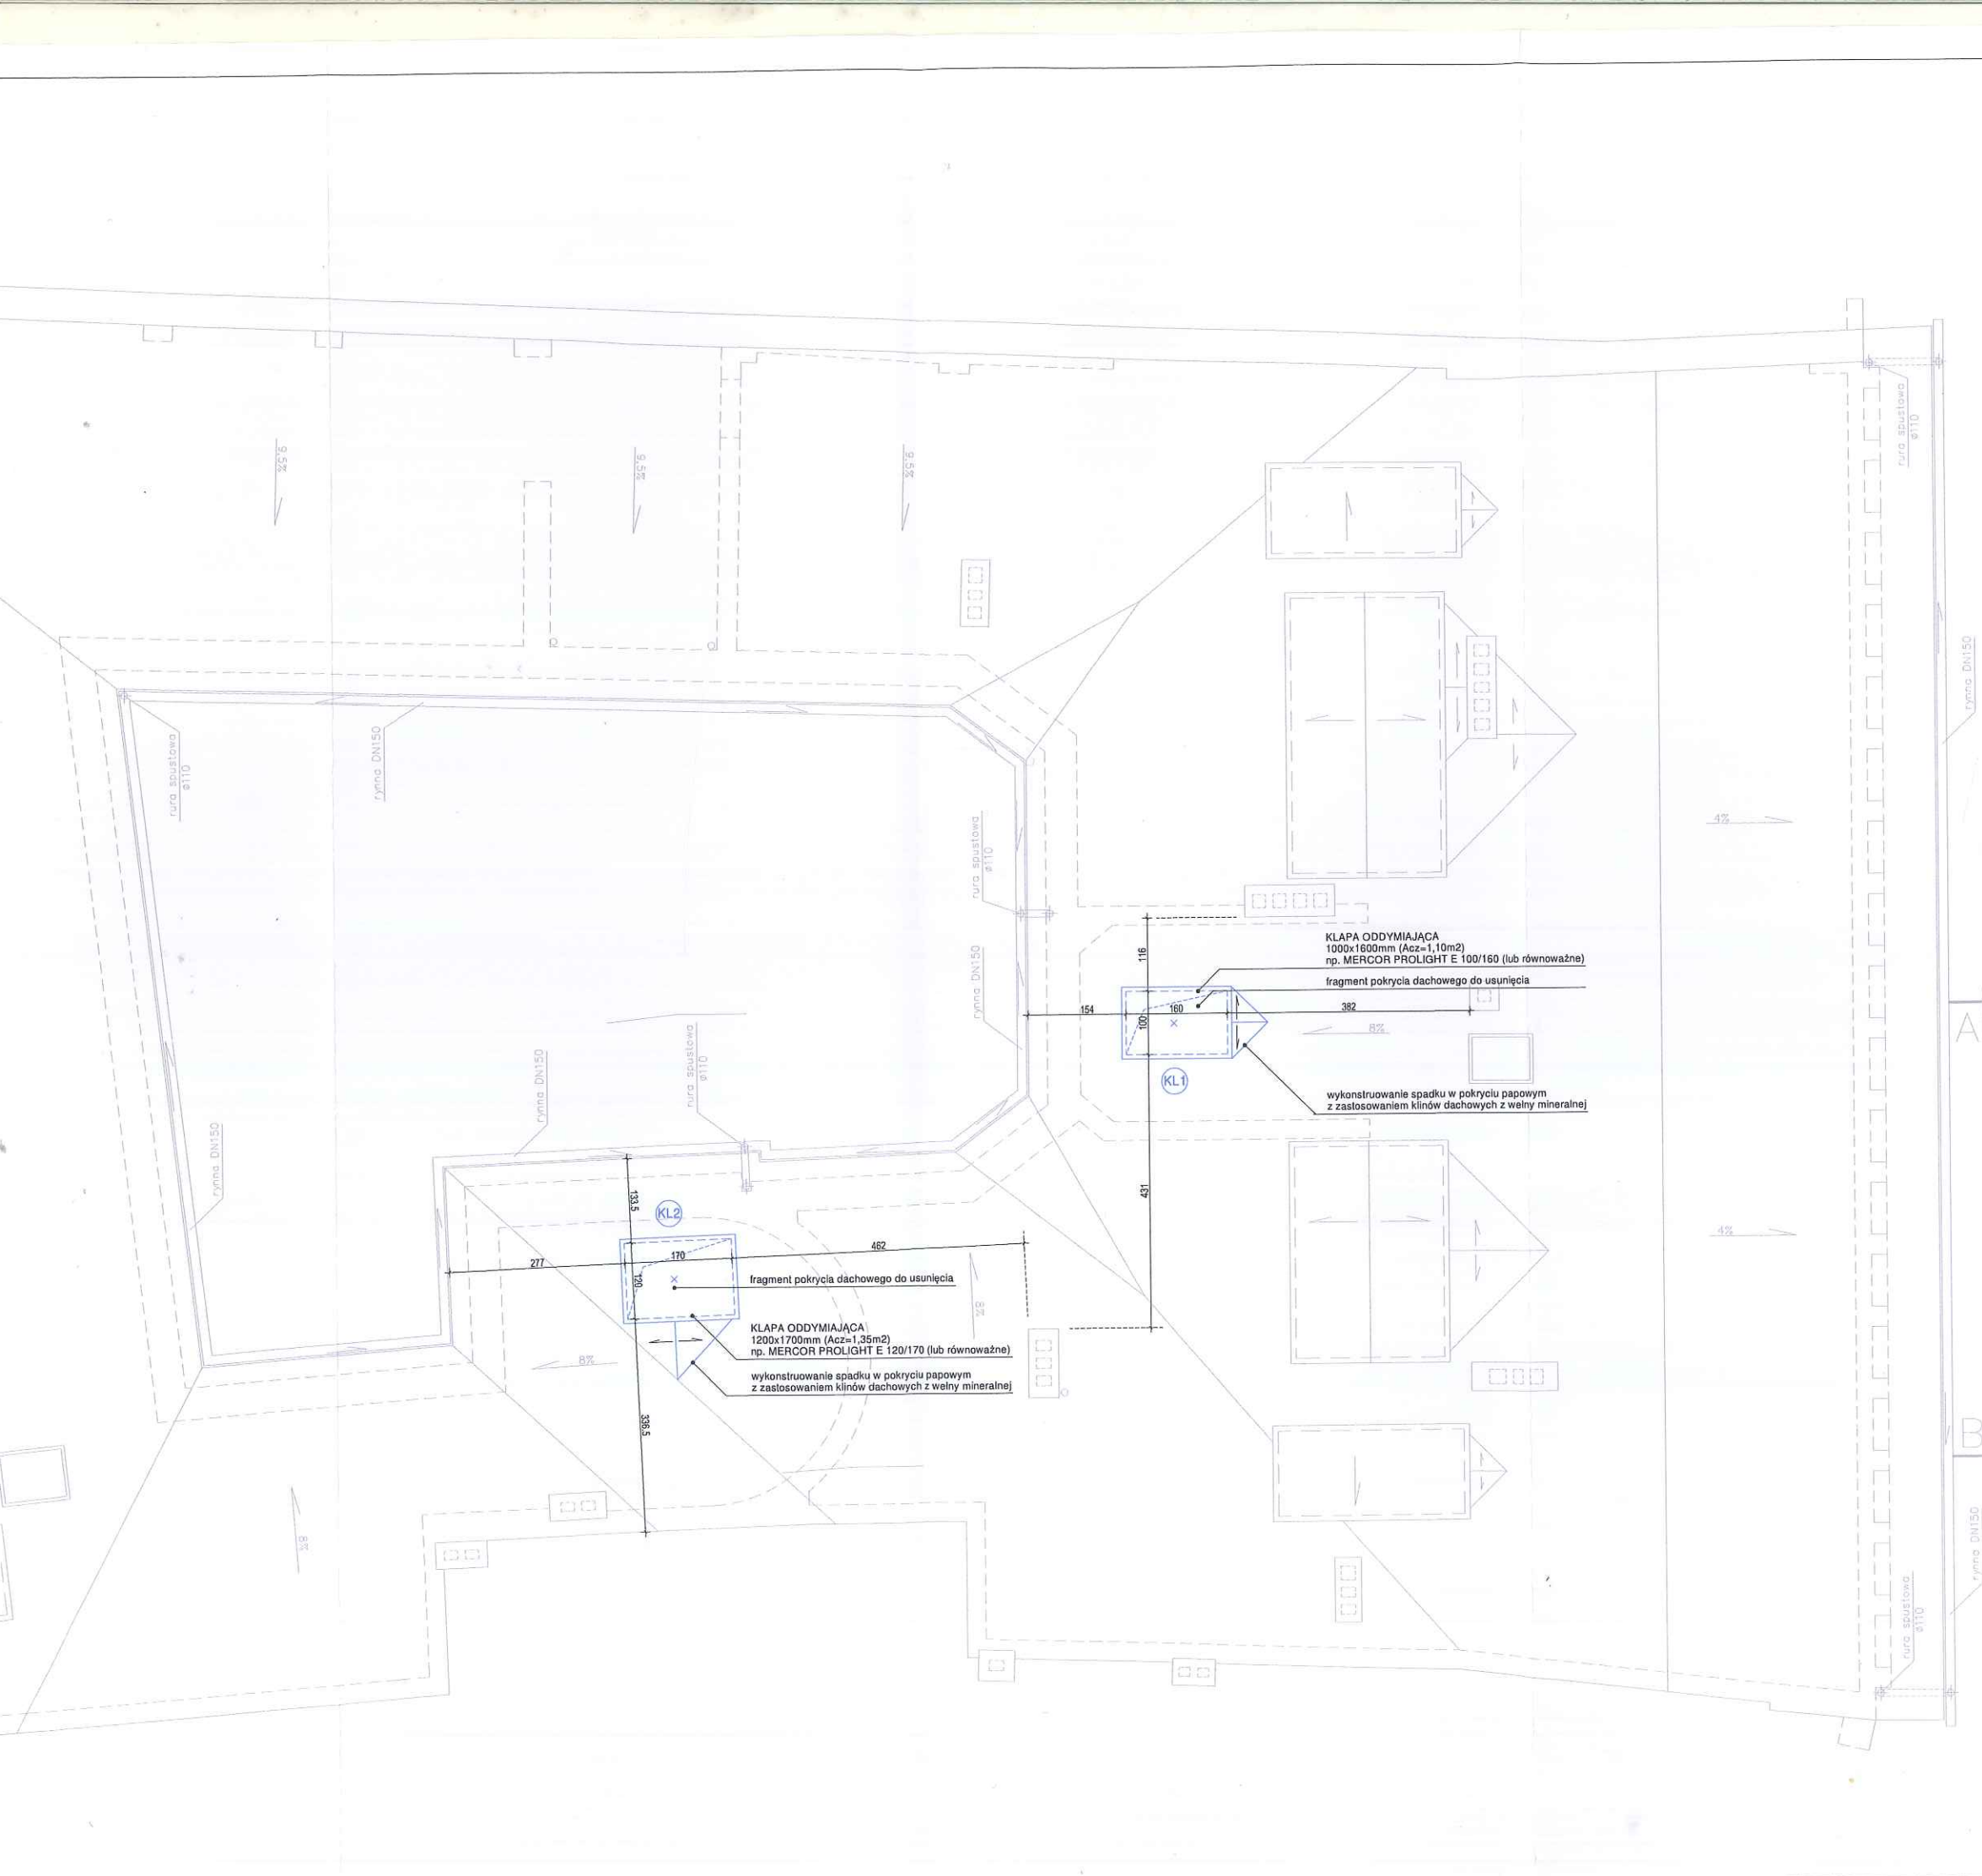 9.5%
9.5%
9.5%
rura spustowa
ø110
rynna DN150
rura spustowa
ø110
rynna DN150
rura spustowa
ø110
4%
rynna DN150
KLAPA ODDYMIAJĄCA
1000x1600mm (Acz=1,10m2)
np. MERCOR PROLIGHT E 100/160 (lub równoważne)
fragment pokrycia dachowego do usunięcia
116
154
160
100
382
8%
A
KL1
wykonstruowanie spadku w pokryciu papowym
z zastosowaniem klinów dachowych z wełny mineralnej
rura spustowa
ø110
rynna DN150
rynna DN150
431
133.5
KL2
4%
462
277
170
120
fragment pokrycia dachowego do usunięcia
8%
KLAPA ODDYMIAJĄCA
1200x1700mm (Acz=1,35m2)
np. MERCOR PROLIGHT E 120/170 (lub równoważne)
8%
wykonstruowanie spadku w pokryciu papowym
z zastosowaniem klinów dachowych z wełny mineralnej
336.5
B
8%
rynna DN150
rura spustowa
ø110